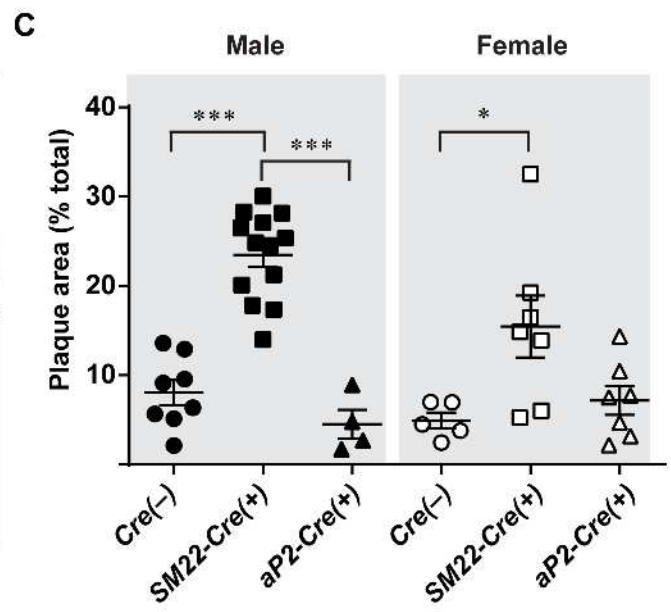 C
Male Female
Plaque area (% total)
40
30
20
10
*** *** *
Cre(–) SM22-Cre(+) aP2-Cre(+) Cre(–) SM22-Cre(+) aP2-Cre(+)